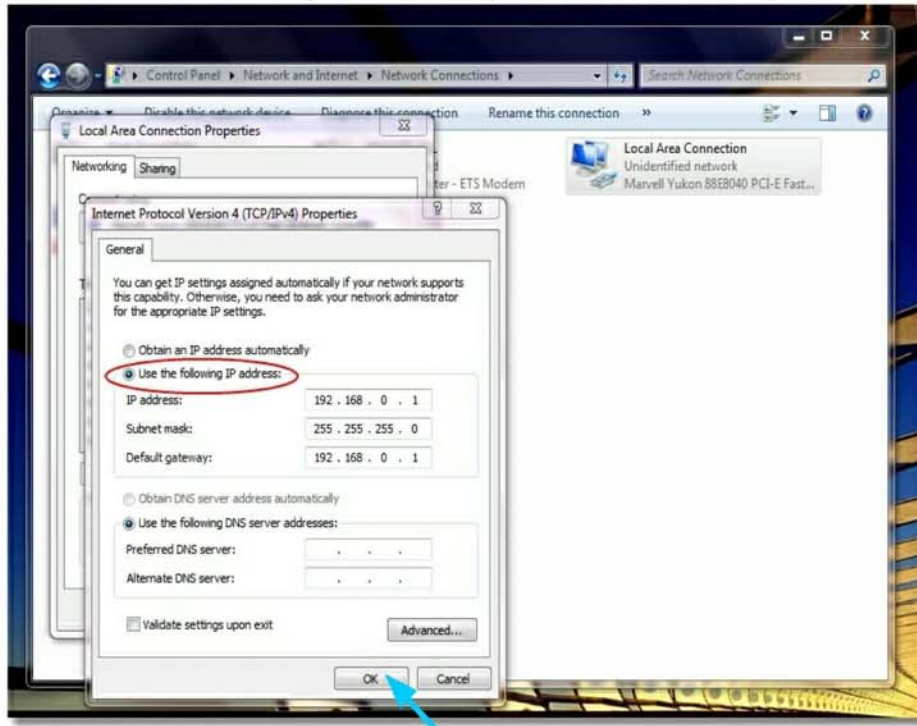 Control Panel ▸ Network and Internet ▸ Network Connections ▸
Search Network Connections
Organize Disable this network device Diagnose this connection Rename this connection »
Local Area Connection Properties
Networking Sharing
ETS Modem
Local Area Connection
Unidentified network
Marvell Yukon 88E8040 PCI-E Fast...
Internet Protocol Version 4 (TCP/IPv4) Properties
General
You can get IP settings assigned automatically if your network supports
this capability. Otherwise, you need to ask your network administrator
for the appropriate IP settings.
Obtain an IP address automatically
Use the following IP address:
IP address: 192 . 168 . 0 . 1
Subnet mask: 255 . 255 . 255 . 0
Default gateway: 192 . 168 . 0 . 1
Obtain DNS server address automatically
Use the following DNS server addresses:
Preferred DNS server: . . .
Alternate DNS server: . . .
Validate settings upon exit
Advanced...
OK Cancel